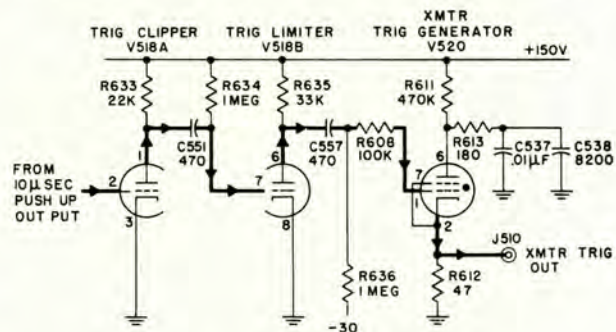 TRIG CLIPPER
V518A
TRIG LIMITER
V518B
XMTR
TRIG GENERATOR
V520
+150V
R633
22K
R634
1MEG
R635
33K
R611
470K
C551
470
C557
470
R608
100K
R613
180
C537
.01µF
C538
8200
1
2
3
6
7
8
6
7
1
2
FROM
10µSEC
PUSH UP
OUT PUT
J510
XMTR TRIG
OUT
R636
1MEG
-30
R612
47